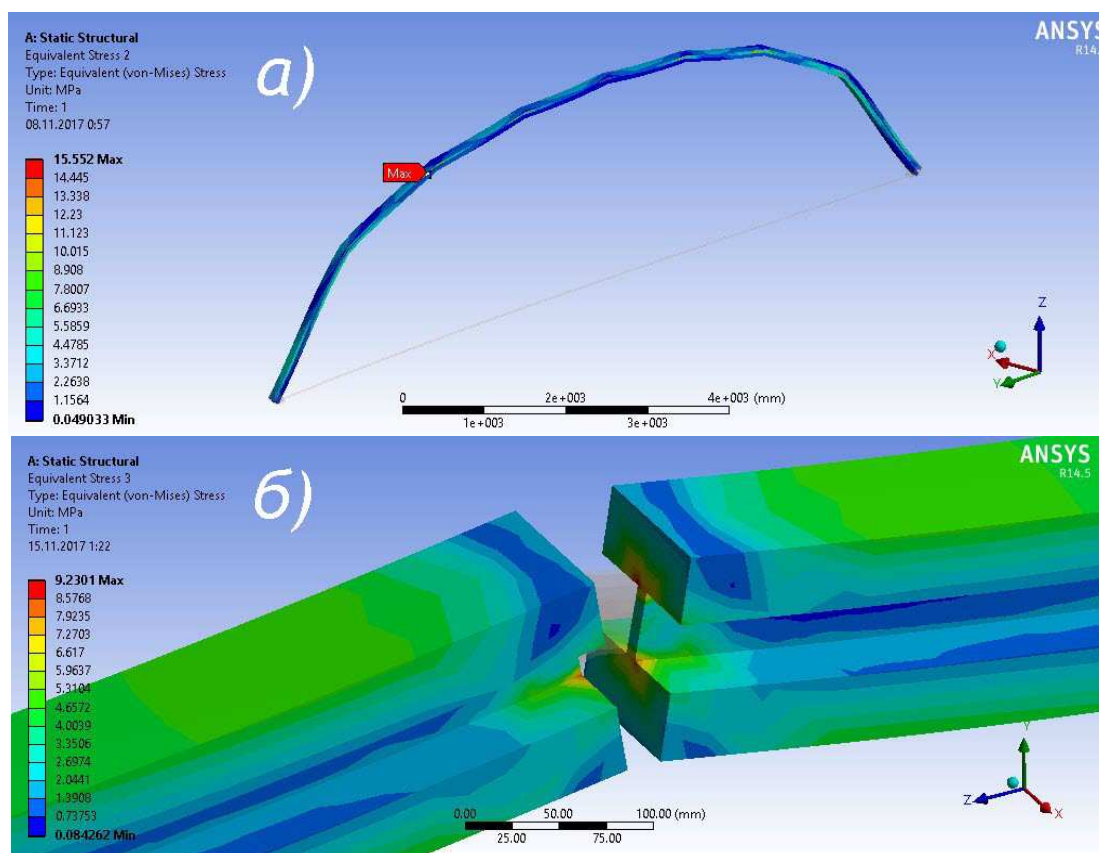 A: Static Structural
Equivalent Stress 2
Type: Equivalent (von-Mises) Stress
Unit: MPa
Time: 1
08.11.2017 0:57
а)
ANSYS
R14.
15.552 Max
14.445
13.338
12.23
11.123
10.015
8.908
7.8007
6.6933
5.5859
4.4785
3.3712
2.2638
1.1564
0.049033 Min
Max
Z
X
Y
0 2e+003 4e+003 (mm)
1e+003 3e+003
A: Static Structural
Equivalent Stress 3
Type: Equivalent (von-Mises) Stress
Unit: MPa
Time: 1
15.11.2017 1:22
б)
ANSYS
R14.5
9.2301 Max
8.5768
7.9235
7.2703
6.617
5.9637
5.3104
4.6572
4.0039
3.3506
2.6974
2.0441
1.3908
0.73753
0.084262 Min
Y
Z
X
0.00 50.00 100.00 (mm)
25.00 75.00